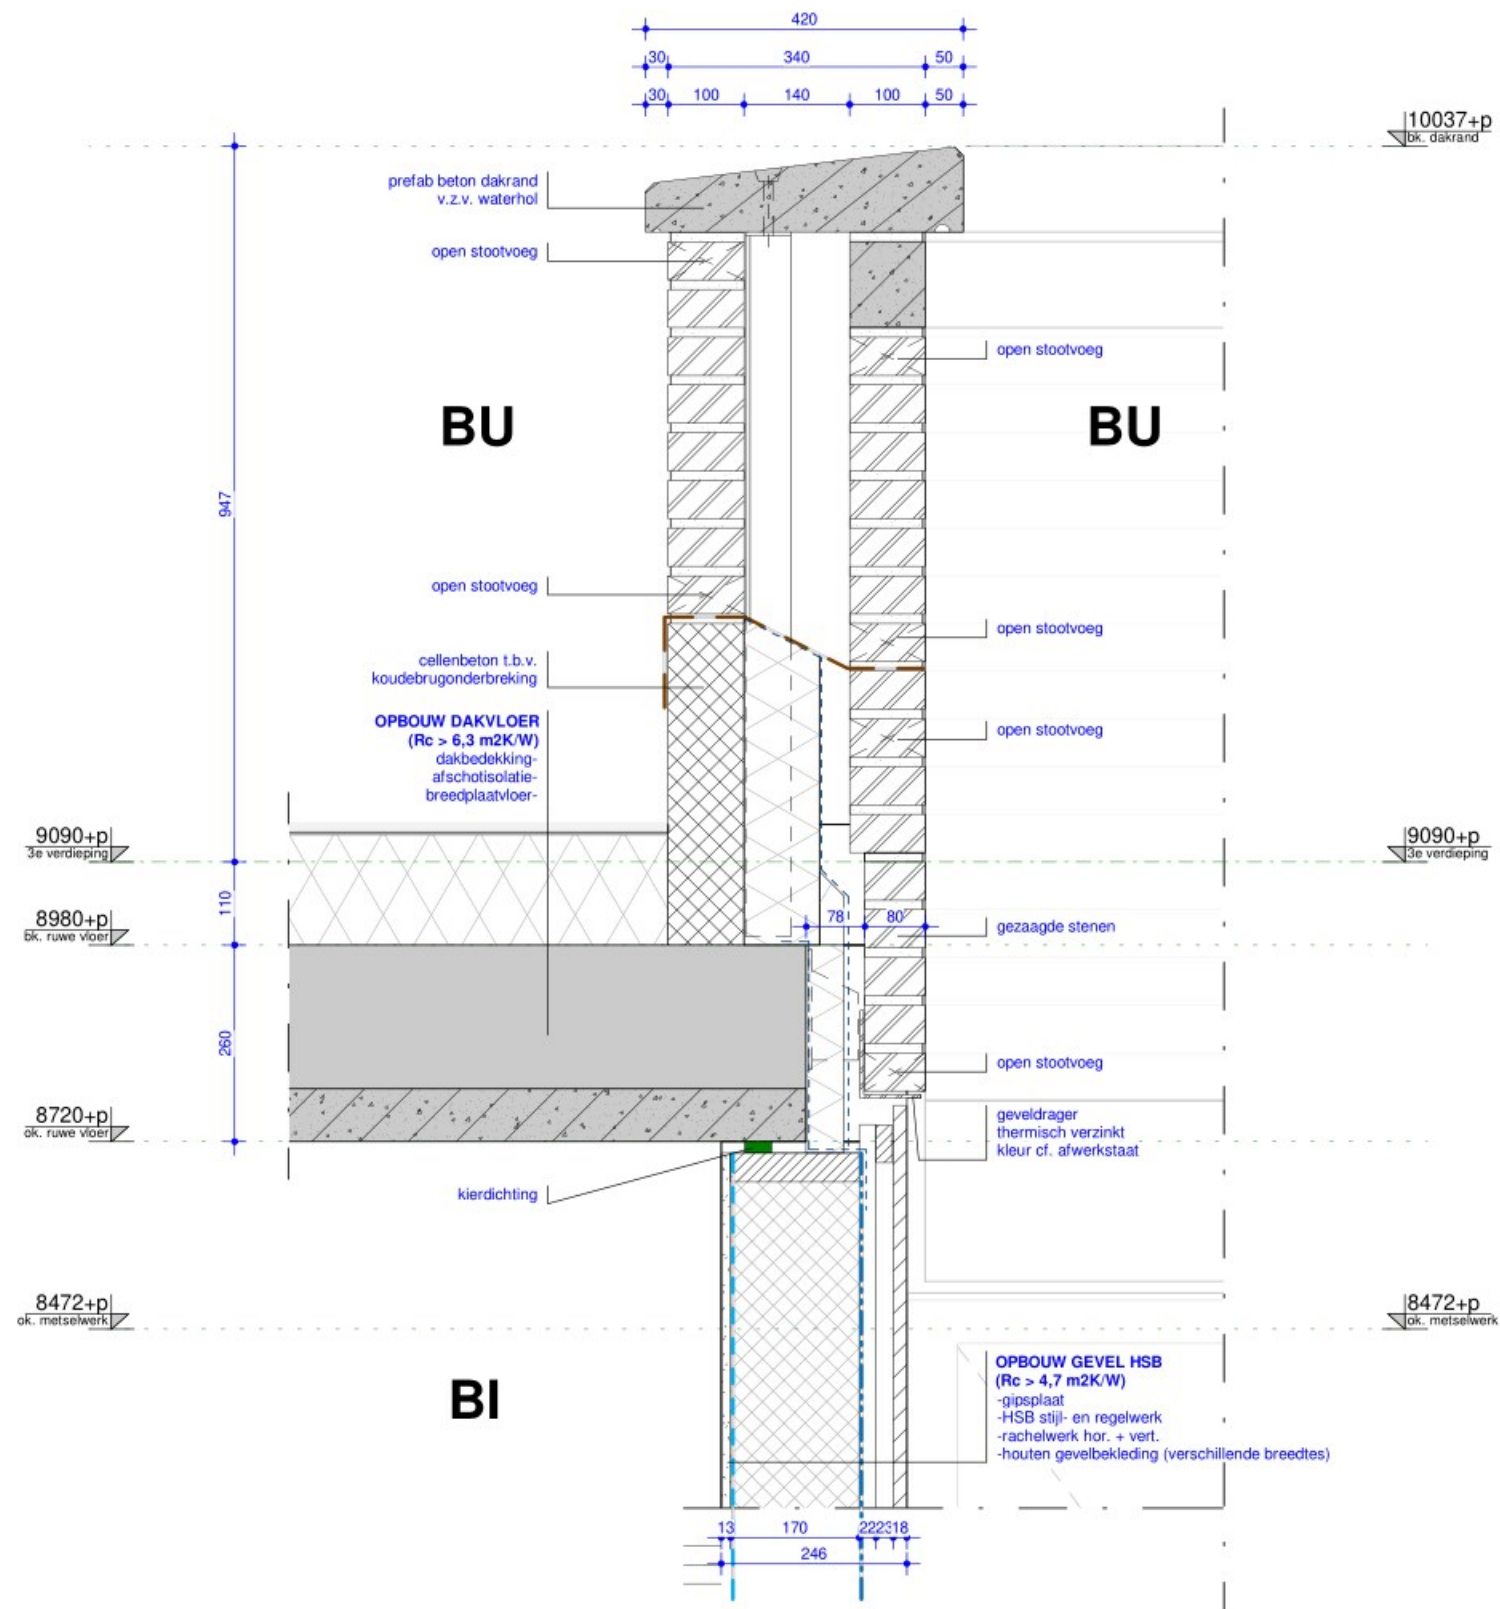 420
30 340 50
30 100 140 100 50
10037+p
bk. dakrand
prefab beton dakrand
v.z.v. waterhol
open stootvoeg
open stootvoeg
BU
BU
947
open stootvoeg
open stootvoeg
cellenbeton t.b.v.
koudebrugonderbreking
OPBOUW DAKVLOER
(Rc > 6,3 m2K/W)
dakbedekking-
afschotisolatie-
breedplaatvloer-
open stootvoeg
9090+p
3e verdieping
9090+p
3e verdieping
110
78 80
gezaagde stenen
8980+p
bk. ruwe vloer
260
open stootvoeg
8720+p
ok. ruwe vloer
geveldrager
thermisch verzinkt
kleur cf. afwerkstaat
kierdichting
8472+p
ok. metselwerk
8472+p
ok. metselwerk
BI
OPBOUW GEVEL HSB
(Rc > 4,7 m2K/W)
-gipsplaat
-HSB stijl- en regelwerk
-rachelwerk hor. + vert.
-houten gevelbekleding (verschillende breedtes)
13 170 22 23 18
246